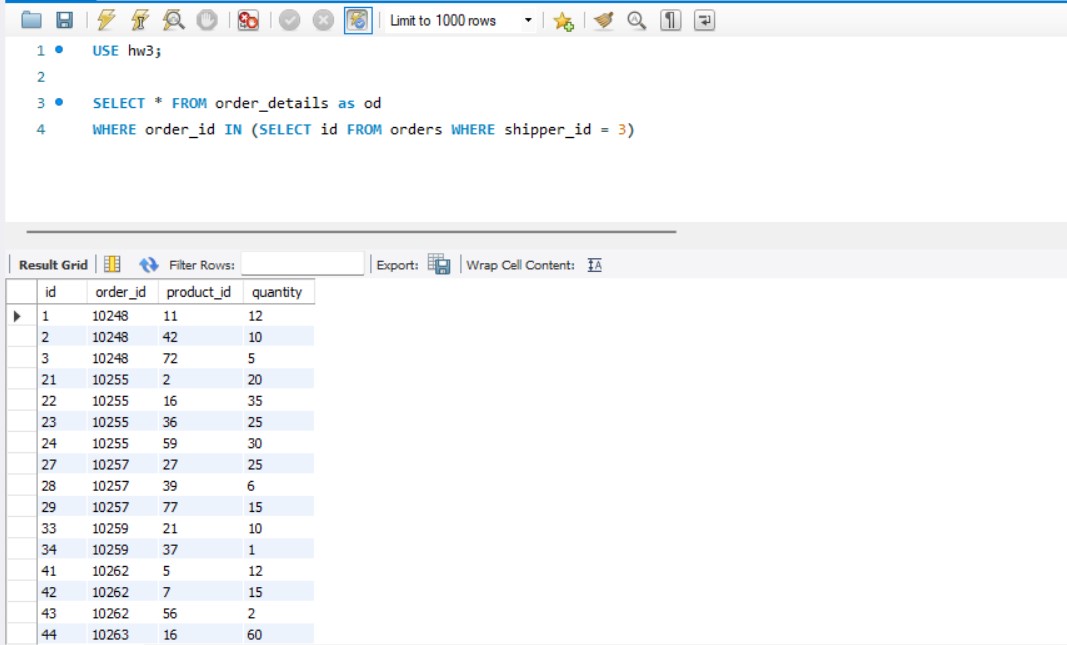 Limit to 1000 rows
1 USE hw3;
2
3 SELECT * FROM order_details as od
4 WHERE order_id IN (SELECT id FROM orders WHERE shipper_id = 3)
Result Grid Filter Rows: Export: Wrap Cell Content: IA
id order_id product_id quantity
1 10248 11 12
2 10248 42 10
3 10248 72 5
21 10255 2 20
22 10255 16 35
23 10255 36 25
24 10255 59 30
27 10257 27 25
28 10257 39 6
29 10257 77 15
33 10259 21 10
34 10259 37 1
41 10262 5 12
42 10262 7 15
43 10262 56 2
44 10263 16 60